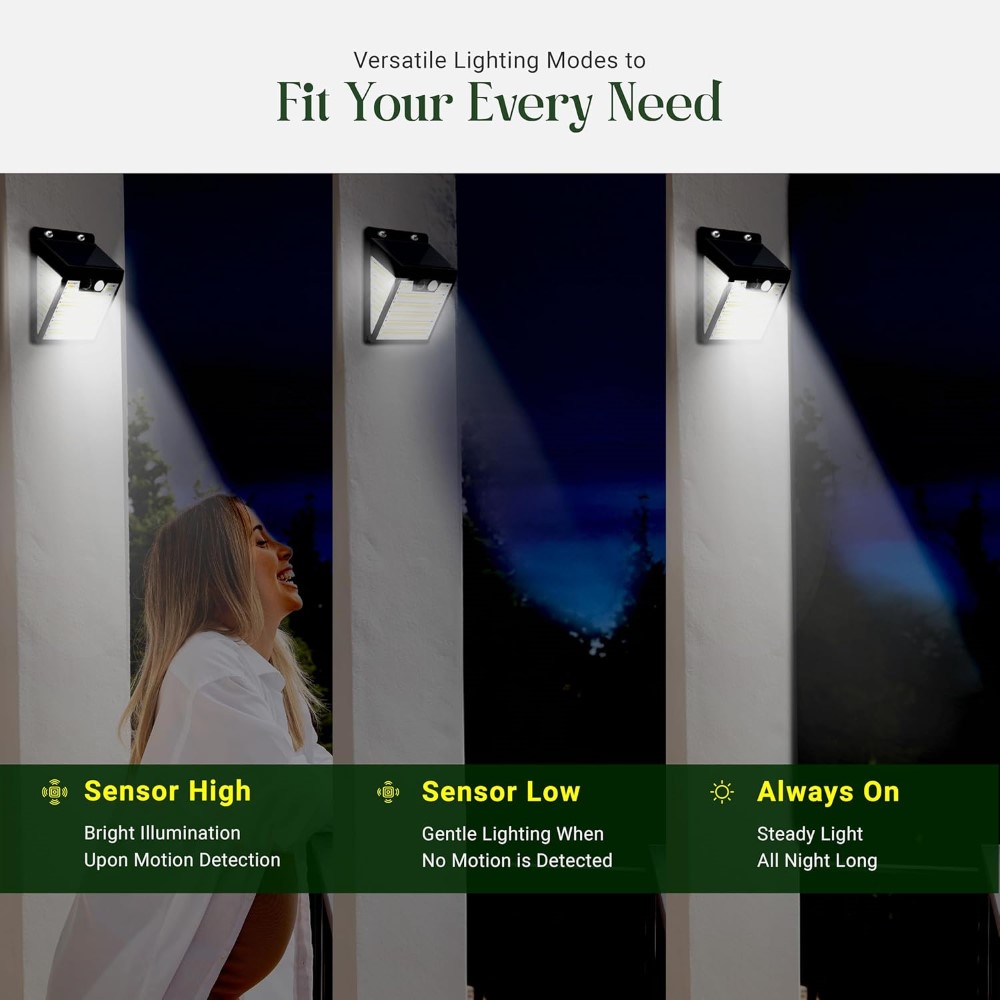 Versatile Lighting Modes to
Fit Your Every Need
Sensor High
Bright Illumination
Upon Motion Detection
Sensor Low
Gentle Lighting When
No Motion is Detected
Always On
Steady Light
All Night Long